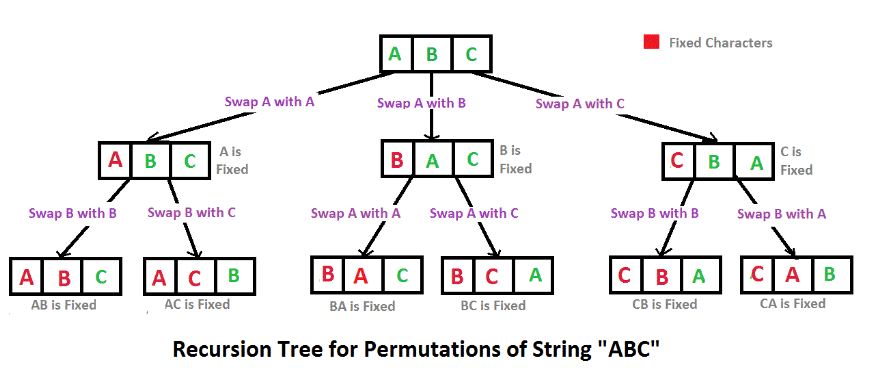 A B C
Fixed Characters
Swap A with A
Swap A with B
Swap A with C
A B C
A is
Fixed
B A C
B is
Fixed
C B A
C is
Fixed
Swap B with B
Swap B with C
Swap A with A
Swap A with C
Swap B with B
Swap B with A
A B C
A C B
B A C
B C A
C B A
C A B
AB is Fixed
AC is Fixed
BA is Fixed
BC is Fixed
CB is Fixed
CA is Fixed
Recursion Tree for Permutations of String "ABC"